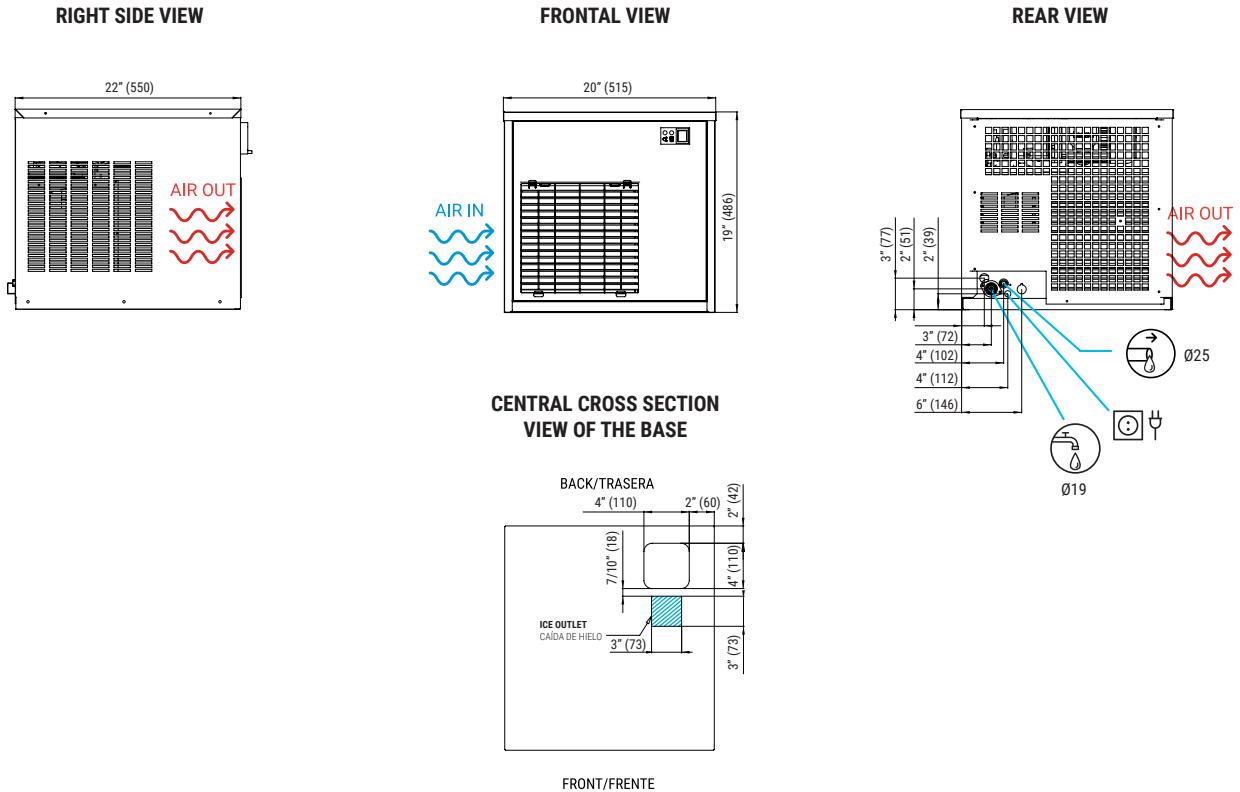 RIGHT SIDE VIEW
FRONTAL VIEW
REAR VIEW
22” (550)
AIR OUT
20” (515)
19” (486)
AIR IN
AIR OUT
3” (77)
2” (51)
2” (39)
3” (72)
4” (102)
4” (112)
6” (146)
Ø25
Ø19
CENTRAL CROSS SECTION
VIEW OF THE BASE
BACK/TRASERA
4” (110)
2” (60)
2” (42)
7/10” (18)
4” (110)
ICE OUTLET
CAÍDA DE HIELO
3” (73)
3” (73)
FRONT/FRENTE